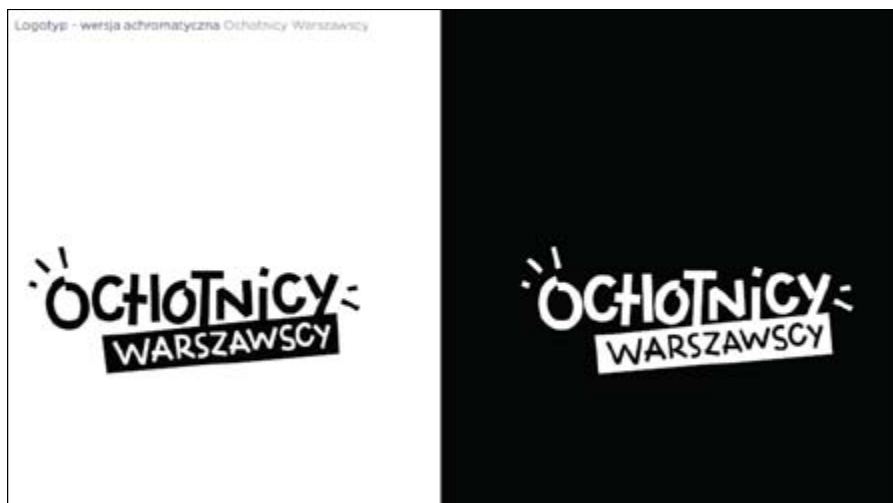 Logotyp - wersja achromatyczna Ochotnicy Warszawscy
OCHOTNiCY
WARSZAWSCY
OCHOTNiCY
WARSZAWSCY